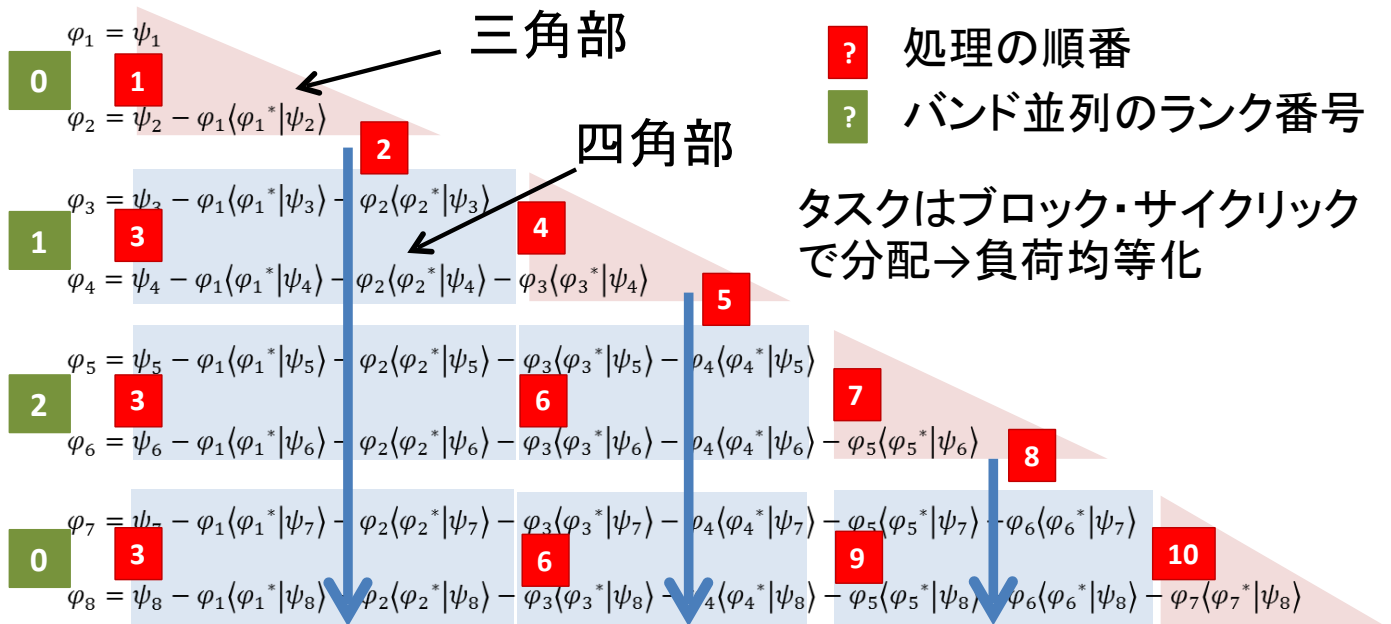 φ₁ = ψ₁
三角部
? 処理の順番
0
1
? バンド並列のランク番号
φ₂ = ψ₂ − φ₁⟨φ₁*|ψ₂⟩
2
四角部
φ₃ = ψ₃ − φ₁⟨φ₁*|ψ₃⟩ − φ₂⟨φ₂*|ψ₃⟩
タスクはブロック・サイクリック
で分配→負荷均等化
1
3
4
φ₄ = ψ₄ − φ₁⟨φ₁*|ψ₄⟩ − φ₂⟨φ₂*|ψ₄⟩ − φ₃⟨φ₃*|ψ₄⟩
5
φ₅ = ψ₅ − φ₁⟨φ₁*|ψ₅⟩ − φ₂⟨φ₂*|ψ₅⟩ − φ₃⟨φ₃*|ψ₅⟩ − φ₄⟨φ₄*|ψ₅⟩
2
3
6
7
φ₆ = ψ₆ − φ₁⟨φ₁*|ψ₆⟩ − φ₂⟨φ₂*|ψ₆⟩ − φ₃⟨φ₃*|ψ₆⟩ − φ₄⟨φ₄*|ψ₆⟩ − φ₅⟨φ₅*|ψ₆⟩
8
φ₇ = ψ₇ − φ₁⟨φ₁*|ψ₇⟩ − φ₂⟨φ₂*|ψ₇⟩ − φ₃⟨φ₃*|ψ₇⟩ − φ₄⟨φ₄*|ψ₇⟩ − φ₅⟨φ₅*|ψ₇⟩ − φ₆⟨φ₆*|ψ₇⟩
0
3
6
9
10
φ₈ = ψ₈ − φ₁⟨φ₁*|ψ₈⟩ − φ₂⟨φ₂*|ψ₈⟩ − φ₃⟨φ₃*|ψ₈⟩ − φ₄⟨φ₄*|ψ₈⟩ − φ₅⟨φ₅*|ψ₈⟩ − φ₆⟨φ₆*|ψ₈⟩ − φ₇⟨φ₇*|ψ₈⟩